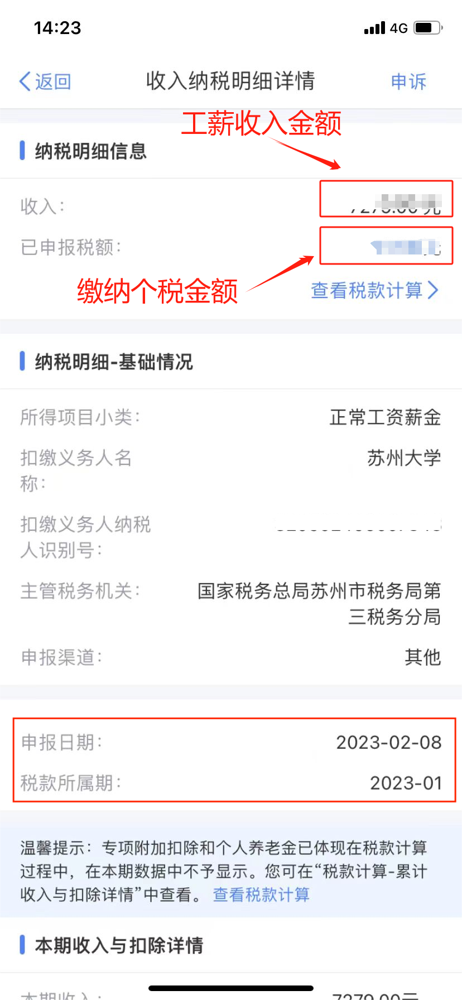 14:23
4G
返回
收入纳税明细详情
申诉
工薪收入金额
纳税明细信息
收入：
已申报税额：
缴纳个税金额
查看税款计算
纳税明细-基础情况
所得项目小类：
正常工资薪金
扣缴义务人名
称：
苏州大学
扣缴义务人纳税
人识别号：
主管税务机关：
国家税务总局苏州市税务局第
三税务分局
申报渠道：
其他
申报日期：
2023-02-08
税款所属期：
2023-01
温馨提示：专项附加扣除和个人养老金已体现在税款计算
过程中，在本期数据中不予显示。您可在“税款计算-累计
收入与扣除详情”中查看。 查看税款计算
本期收入与扣除详情
本期收入：